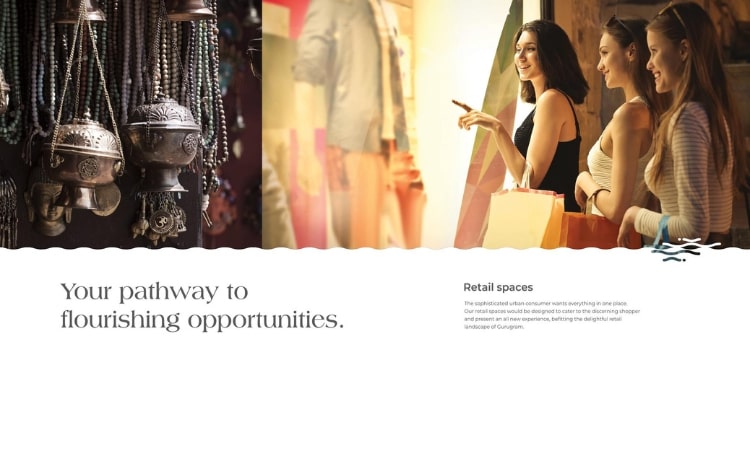 Your pathway to
flourishing opportunities.
Retail spaces
The sophisticated urban consumer wants everything in one place.
Our retail spaces would be designed to cater to the discerning shopper
and present an all new experience, befitting the delightful retail
landscape of Gurugram.